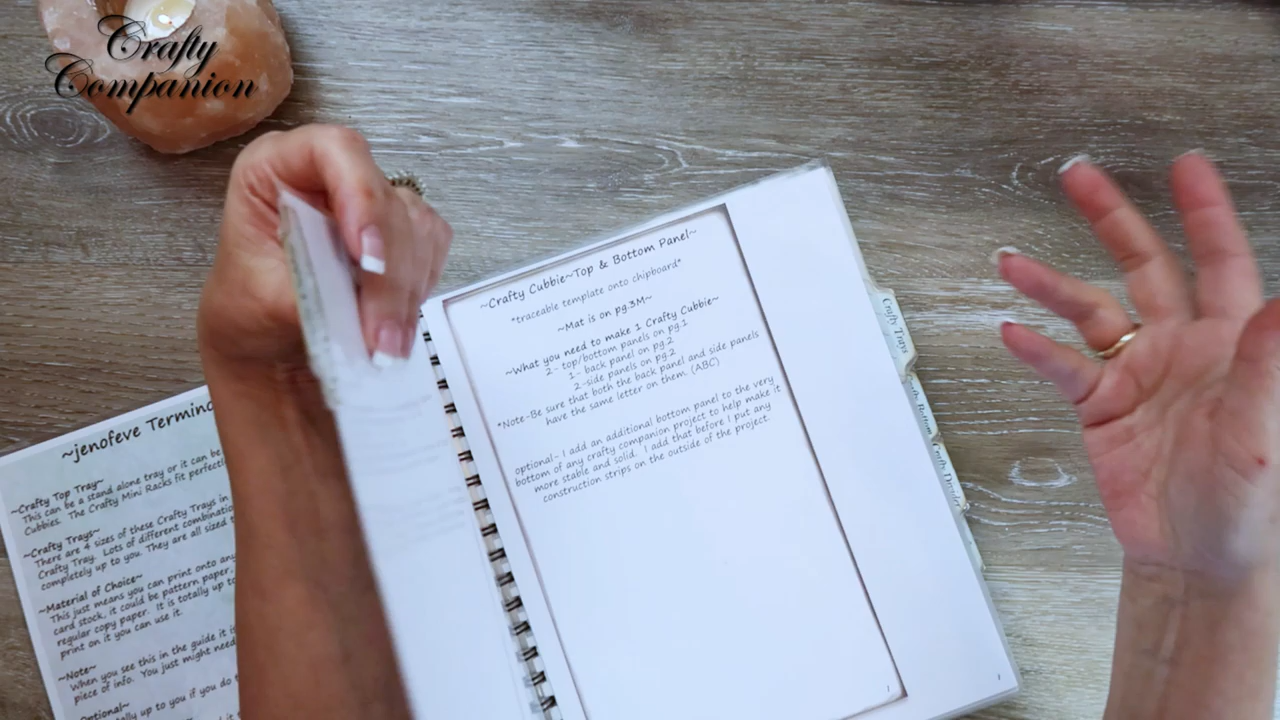 Crafty
Companion
~Crafty Cubbie~Top & Bottom Panel~
*traceable template onto chipboard*
~Mat is on pg.3M~
~What you need to make 1 Crafty Cubbie~
2- top/bottom panels on pg.1
1- back panel on pg.2
2-side panels on pg.2
*Note-Be sure that both the back panel and side panels
have the same letter on them. (ABC)
optional- I add an additional bottom panel to the very
bottom of any crafty companion project to help make it
more stable and solid. I add that before I put any
construction strips on the outside of the project.
1
Crafty Trays
~jenofeve
~Crafty Top Tray~
This can be a stand alone tray or it can be
Cubbies. The Crafty Mini Racks fit
~Crafty Trays~
There are 4 sizes of these Crafty Trays in
Crafty Tray. Lots of different
completely up to you. They are all sized
~Material of Choice~
This just means you can print onto any
card stock, it could be pattern paper,
regular copy paper. It is totally up to
print on it you can use it.
~Note~
When you see this in the guide it is
piece of info. You just might need
up to you if you do